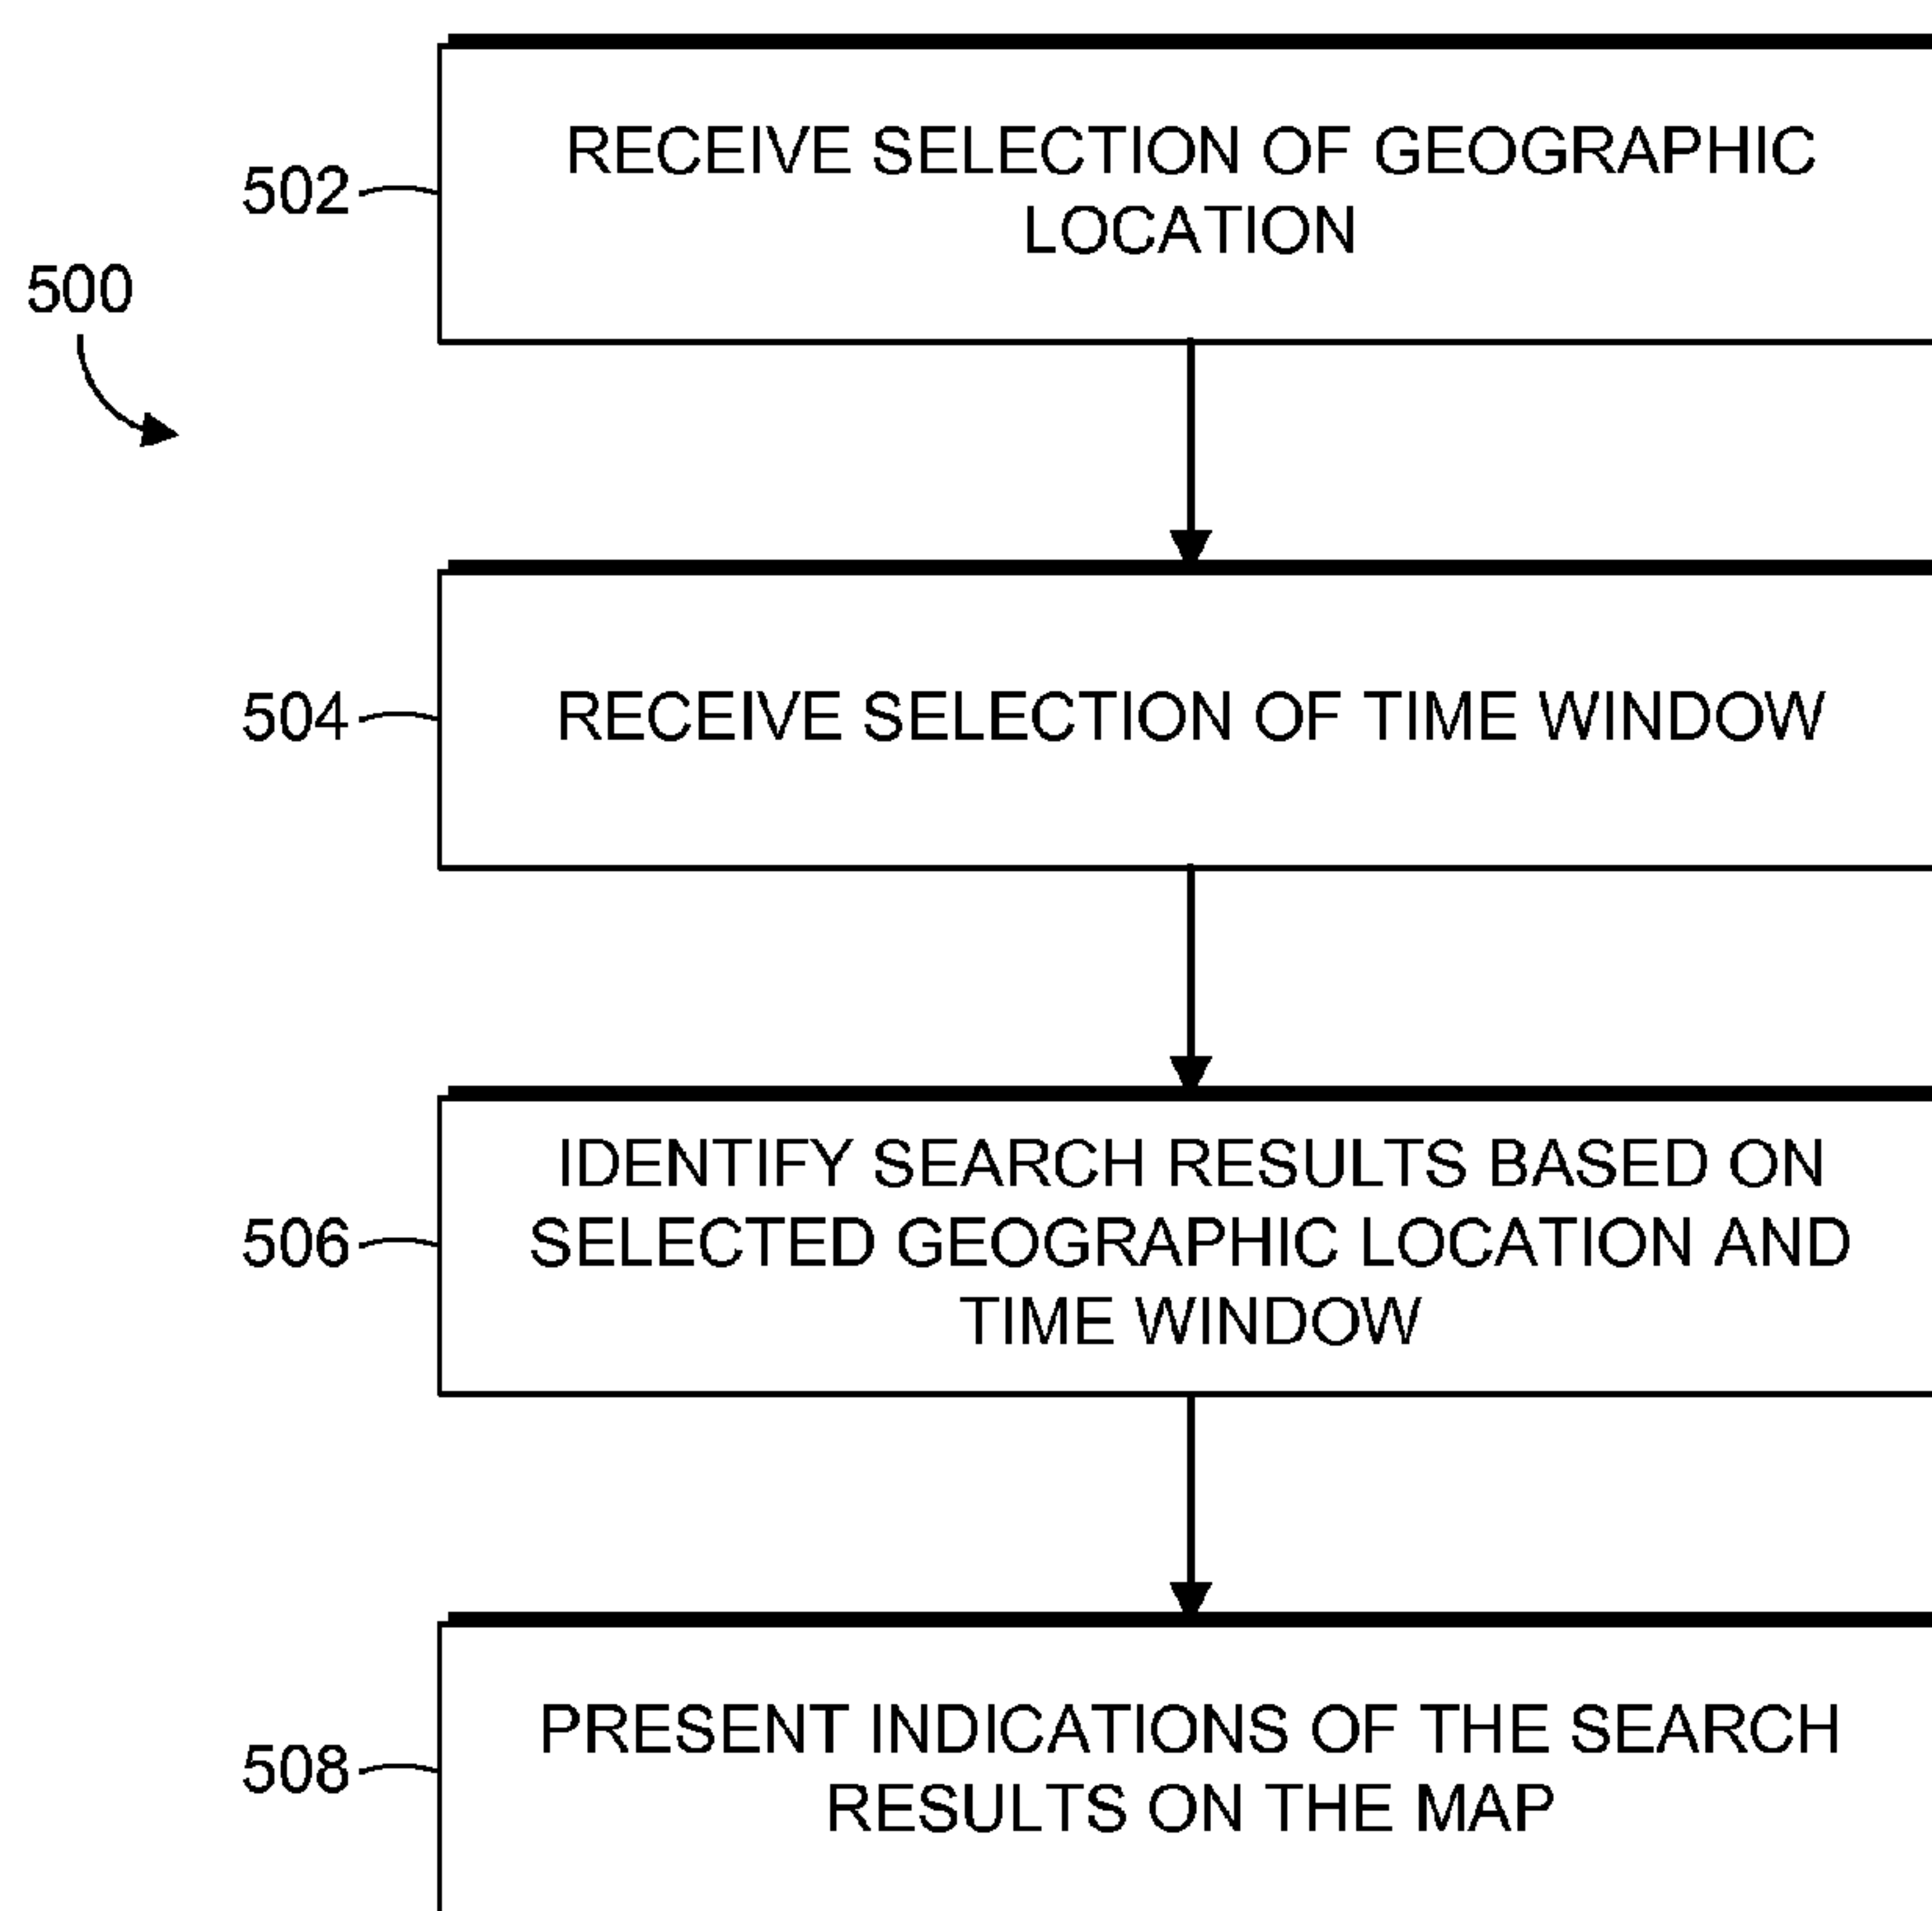 502
RECEIVE SELECTION OF GEOGRAPHIC
LOCATION
500
504
RECEIVE SELECTION OF TIME WINDOW
506
IDENTIFY SEARCH RESULTS BASED ON
SELECTED GEOGRAPHIC LOCATION AND
TIME WINDOW
508
PRESENT INDICATIONS OF THE SEARCH
RESULTS ON THE MAP